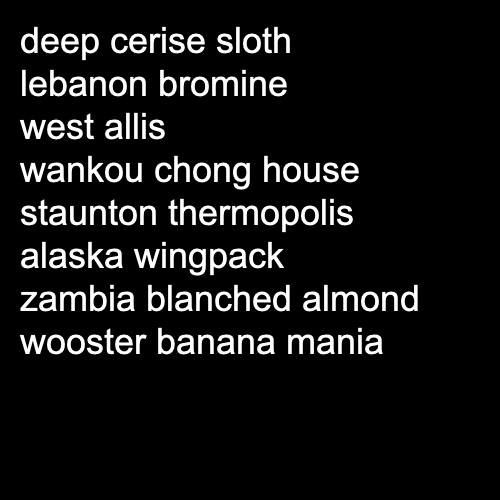 deep cerise sloth
lebanon bromine
west allis
wankou chong house
staunton thermopolis
alaska wingpack
zambia blanched almond
wooster banana mania